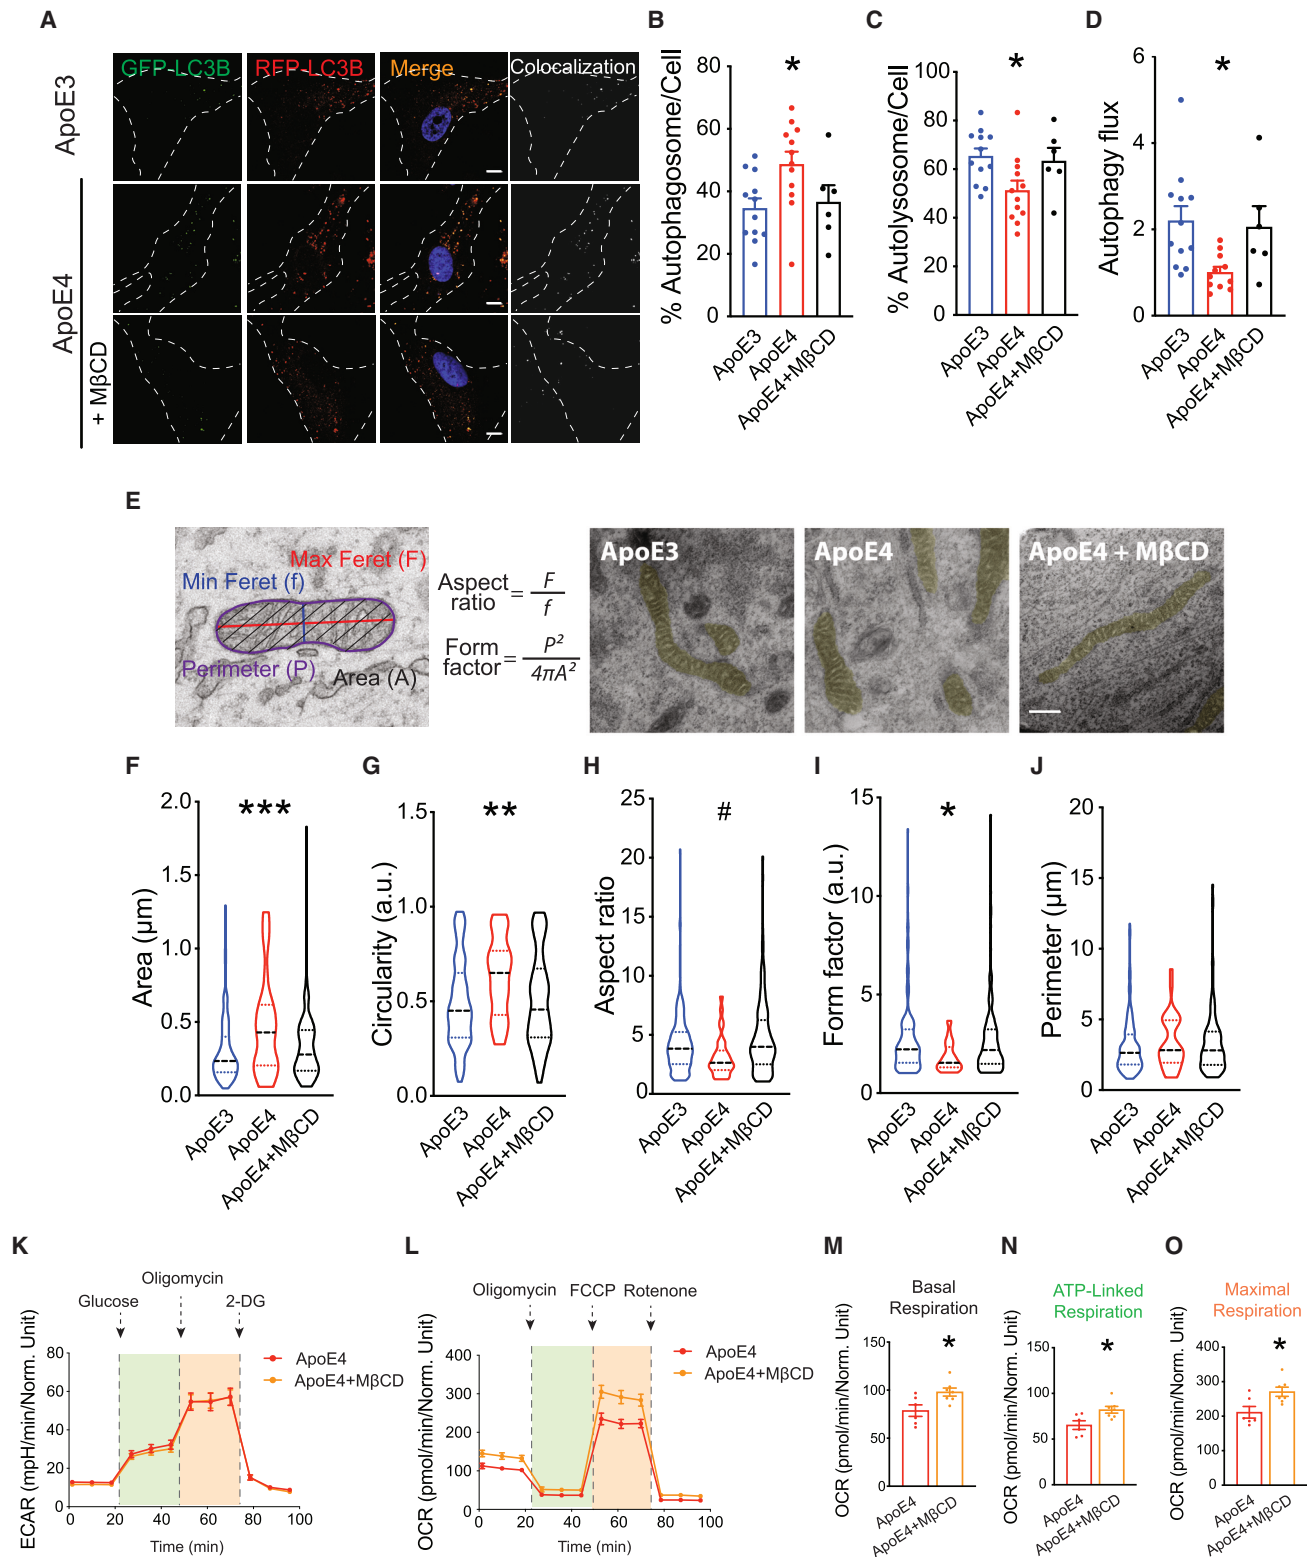 A
GFP-LC3B
RFP-LC3B
Merge
Colocalization
ApoE3
ApoE4
+ MβCD
B
% Autophagosome/Cell
80
60
40
20
0
*
ApoE3
ApoE4
ApoE4+MβCD
C
% Autolysosome/Cell
100
80
60
40
20
0
*
ApoE3
ApoE4
ApoE4+MβCD
D
Autophagy flux
6
4
2
0
*
ApoE3
ApoE4
ApoE4+MβCD
E
Max Feret (F)
Min Feret (f)
Perimeter (P)
Area (A)
Aspect ratio = F / f
Form factor = P² / 4πA²
ApoE3
ApoE4
ApoE4 + MβCD
F
Area (μm)
2.0
1.5
1.0
0.5
0.0
***
ApoE3
ApoE4
ApoE4+MβCD
G
Circularity (a.u.)
1.5
1.0
0.5
0.0
**
ApoE3
ApoE4
ApoE4+MβCD
H
Aspect ratio
25
20
15
10
5
0
#
ApoE3
ApoE4
ApoE4+MβCD
I
Form factor (a.u.)
15
10
5
0
*
ApoE3
ApoE4
ApoE4+MβCD
J
Perimeter (μm)
20
15
10
5
0
ApoE3
ApoE4
ApoE4+MβCD
K
Oligomycin
Glucose
2-DG
ECAR (mpH/min/Norm. Unit)
80
60
40
20
0
0 20 40 60 80 100
Time (min)
ApoE4
ApoE4+MβCD
L
Oligomycin
FCCP
Rotenone
OCR (pmol/min/Norm. Unit)
400
300
200
100
0
0 20 40 60 80 100
Time (min)
ApoE4
ApoE4+MβCD
M
Basal
Respiration
OCR (pmol/min/Norm. Unit)
150
100
50
0
*
ApoE4
ApoE4+MβCD
N
ATP-Linked
Respiration
OCR (pmol/min/Norm. Unit)
150
100
50
0
*
ApoE4
ApoE4+MβCD
O
Maximal
Respiration
OCR (pmol/min/Norm. Unit)
400
300
200
100
0
*
ApoE4
ApoE4+MβCD